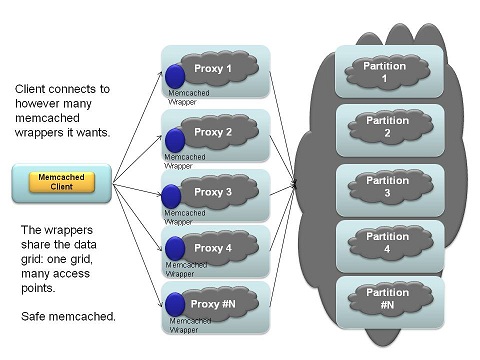 Client connects to
however many
memcached
wrappers it wants.
Memcached
Client
The wrappers
share the data
grid: one grid,
many access
points.
Safe memcached.
Proxy 1
Memcached
Wrapper
Proxy 2
Memcached
Wrapper
Proxy 3
Memcached
Wrapper
Proxy 4
Memcached
Wrapper
Proxy #N
Memcached
Wrapper
Partition
1
Partition
2
Partition
3
Partition
4
Partition
#N